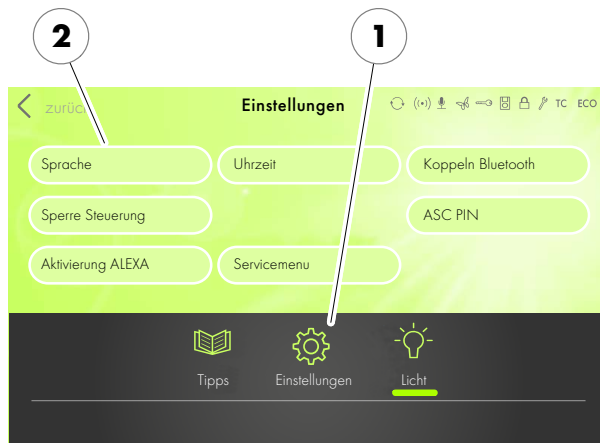 2
1
zurück
Einstellungen
TC ECO
Sprache
Uhrzeit
Koppeln Bluetooth
Sperre Steuerung
ASC PIN
Aktivierung ALEXA
Servicemenu
Tipps
Einstellungen
Licht